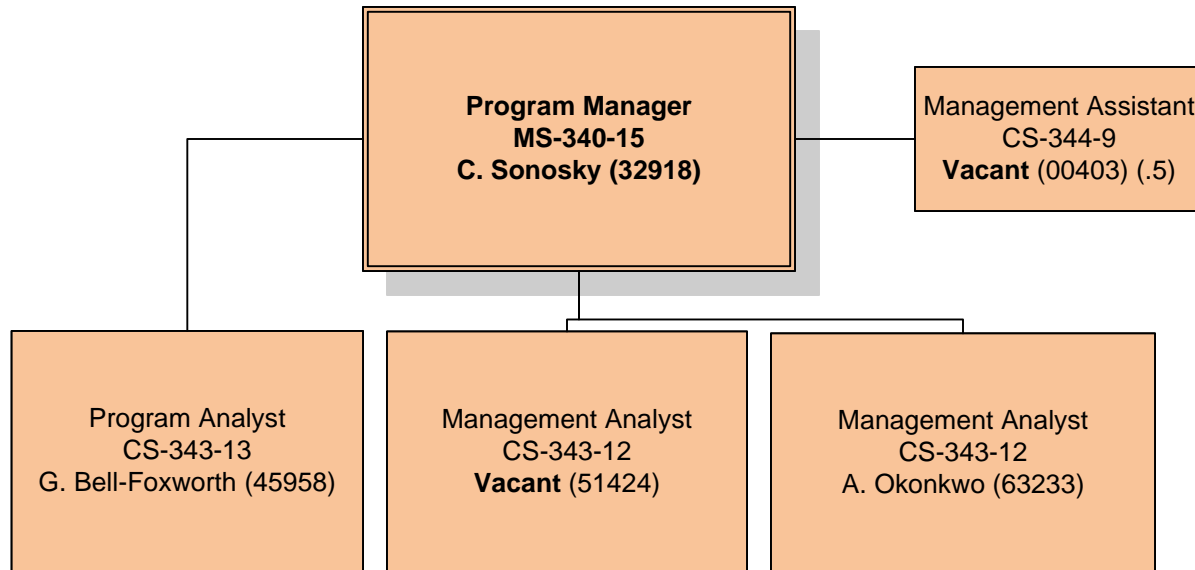 Program Manager
MS-340-15
C. Sonosky (32918)
Management Assistant
CS-344-9
Vacant (00403) (.5)
Program Analyst
CS-343-13
G. Bell-Foxworth (45958)
Management Analyst
CS-343-12
Vacant (51424)
Management Analyst
CS-343-12
A. Okonkwo (63233)